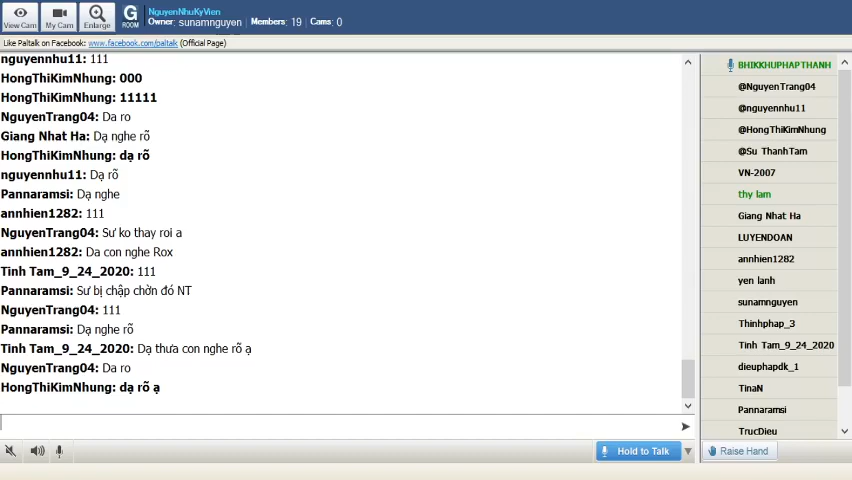 View Cam
My Cam
Enlarge
G
ROOM
NguyenNhuKyVien
Owner: sunamnguyen Members: 19 Cams: 0
Like Paltalk on Facebook: www.facebook.com/paltalk (Official Page)
nguyennhu11: 111
HongThiKimNhung: 000
HongThiKimNhung: 11111
NguyenTrang04: Da ro
Giang Nhat Ha: Dạ nghe rõ
HongThiKimNhung: dạ rõ
nguyennhu11: Dạ rõ
Pannaramsi: Dạ nghe
annhien1282: 111
NguyenTrang04: Sư ko thay roi a
annhien1282: Da con nghe Rox
Tinh Tam_9_24_2020: 111
Pannaramsi: Sư bị chập chờn đó NT
NguyenTrang04: 111
Pannaramsi: Dạ nghe rõ
Tinh Tam_9_24_2020: Dạ thưa con nghe rõ ạ
NguyenTrang04: Da ro
HongThiKimNhung: dạ rõ ạ
Hold to Talk
BHIKKHUPHAPTHANH
@NguyenTrang04
@nguyennhu11
@HongThiKimNhung
@Su ThanhTam
VN-2007
thy lam
Giang Nhat Ha
LUYENDOAN
annhien1282
yen lanh
sunamnguyen
Thinhphap_3
Tinh Tam_9_24_2020
dieuphapdk_1
TinaN
Pannaramsi
TrucDieu
Raise Hand